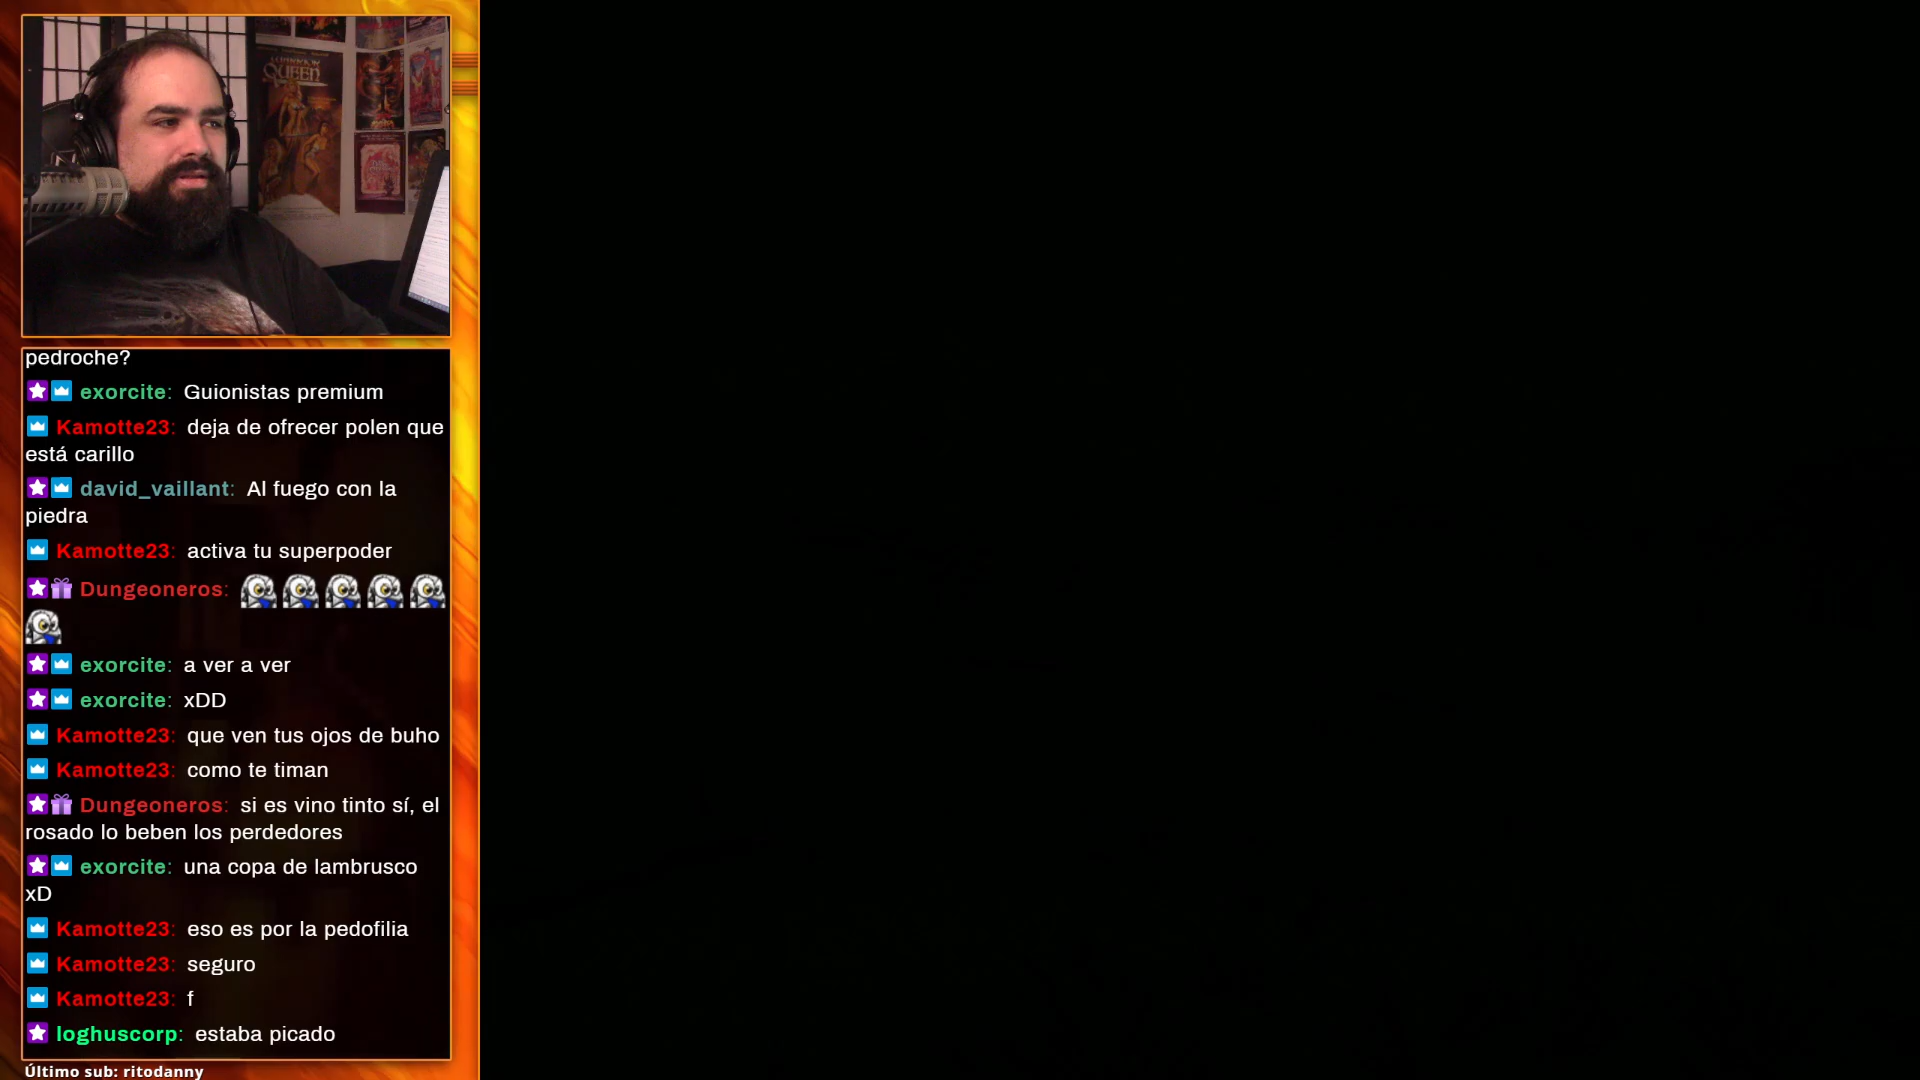 QUEEN
pedroche?
exorcite: Guionistas premium
Kamotte23: deja de ofrecer polen que
está carillo
david_vaillant: Al fuego con la
piedra
Kamotte23: activa tu superpoder
Dungeoneros:
exorcite: a ver a ver
exorcite: xDD
Kamotte23: que ven tus ojos de buho
Kamotte23: como te timan
Dungeoneros: si es vino tinto sí, el
rosado lo beben los perdedores
exorcite: una copa de lambrusco
xD
Kamotte23: eso es por la pedofilia
Kamotte23: seguro
Kamotte23: f
loghuscorp: estaba picado
Último sub: ritodanny